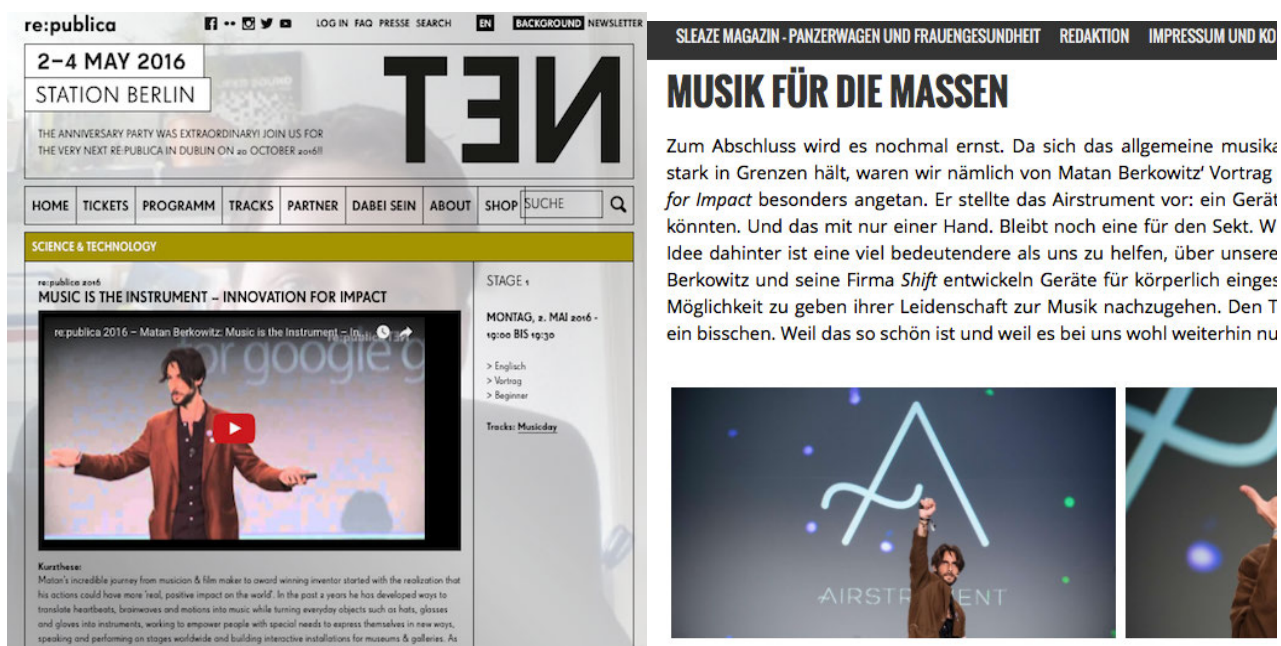 re:publica
LOG IN FAQ PRESSE SEARCH EN BACKGROUND NEWSLETTER
2–4 MAY 2016
STATION BERLIN
TEN
THE ANNIVERSARY PARTY WAS EXTRAORDINARY! JOIN US FOR
THE VERY NEXT RE:PUBLICA IN DUBLIN ON 20 OCTOBER 2016!!
HOME TICKETS PROGRAMM TRACKS PARTNER DABEI SEIN ABOUT SHOP SUCHE
SCIENCE & TECHNOLOGY
re:publica 2016
MUSIC IS THE INSTRUMENT – INNOVATION FOR IMPACT
re:publica 2016 – Matan Berkowitz: Music is the Instrument – In...
for google
STAGE 1
MONTAG, 2. MAI 2016 -
19:00 BIS 19:30
> Englisch
> Vortrag
> Beginner
Tracks: Musicday
Kurzthese:
Matan's incredible journey from musician & film maker to award winning inventor started with the realization that
his actions could have more 'real, positive impact on the world'. In the past 2 years he has developed ways to
translate heartbeats, brainwaves and motions into music while turning everyday objects such as hats, glasses
and gloves into instruments, working to empower people with special needs to express themselves in new ways,
speaking and performing on stages worldwide and building interactive installations for museums & galleries. As
SLEAZE MAGAZIN - PANZERWAGEN UND FRAUENGESUNDHEIT REDAKTION IMPRESSUM UND KO
MUSIK FÜR DIE MASSEN
Zum Abschluss wird es nochmal ernst. Da sich das allgemeine musika
stark in Grenzen hält, waren wir nämlich von Matan Berkowitz' Vortrag
for Impact besonders angetan. Er stellte das Airstrument vor: ein Gerät
könnten. Und das mit nur einer Hand. Bleibt noch eine für den Sekt. W
Idee dahinter ist eine viel bedeutendere als uns zu helfen, über unsere
Berkowitz und seine Firma Shift entwickeln Geräte für körperlich einges
Möglichkeit zu geben ihrer Leidenschaft zur Musik nachzugehen. Den T
ein bisschen. Weil das so schön ist und weil es bei uns wohl weiterhin nu
AIRSTR ENT